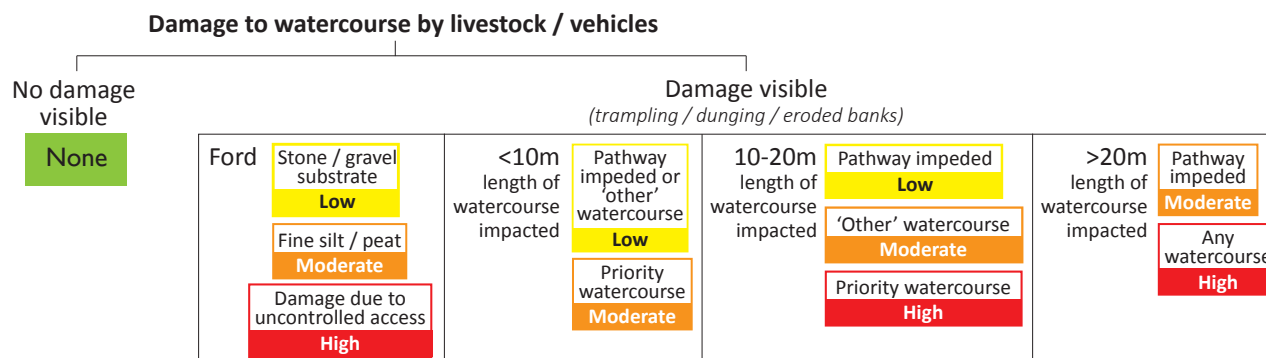 Damage to watercourse by livestock / vehicles
No damage
visible
None
Damage visible
(trampling / dunging / eroded banks)
Ford
Stone / gravel
substrate
Low
Fine silt / peat
Moderate
Damage due to
uncontrolled access
High
<10m
length of
watercourse
impacted
Pathway
impeded or
‘other’
watercourse
Low
Priority
watercourse
Moderate
10-20m
length of
watercourse
impacted
Pathway impeded
Low
‘Other’ watercourse
Moderate
Priority watercourse
High
>20m
length of
watercourse
impacted
Pathway
impeded
Moderate
Any
watercourse
High